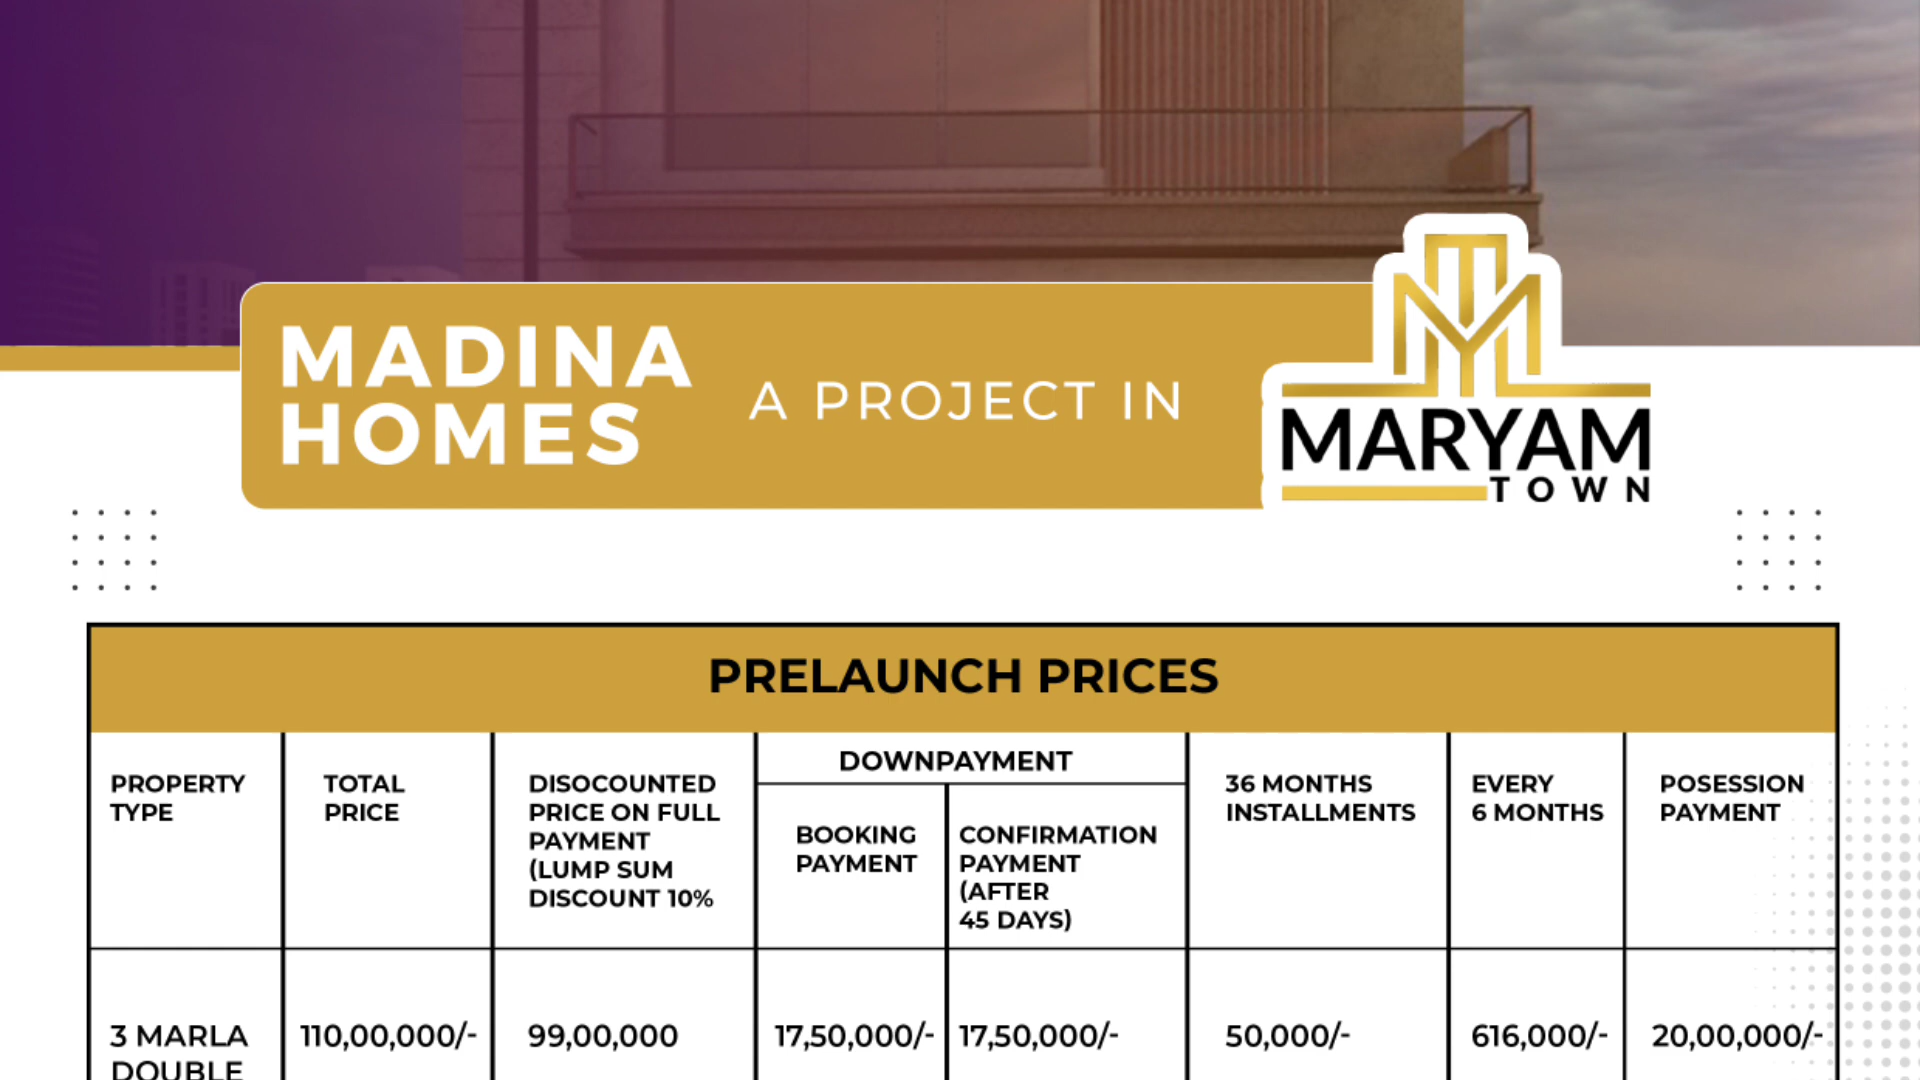 MADINA
HOMES
A PROJECT IN
MARYAM
TOWN
PRELAUNCH PRICES
PROPERTY
TYPE
TOTAL
PRICE
DISOCOUNTED
PRICE ON FULL
PAYMENT
(LUMP SUM
DISCOUNT 10%
DOWNPAYMENT
BOOKING
PAYMENT
CONFIRMATION
PAYMENT
(AFTER
45 DAYS)
36 MONTHS
INSTALLMENTS
EVERY
6 MONTHS
POSESSION
PAYMENT
3 MARLA
DOUBLE
110,00,000/-
99,00,000
17,50,000/-
17,50,000/-
50,000/-
616,000/-
20,00,000/-